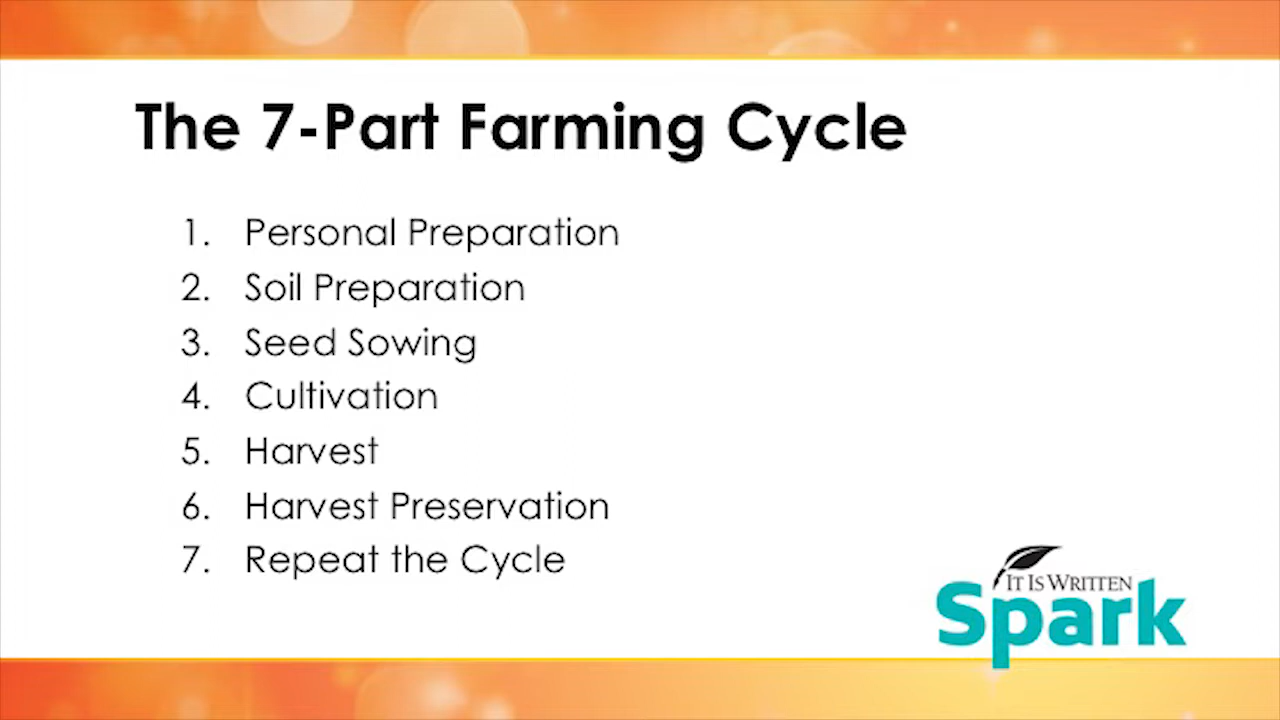 The 7-Part Farming Cycle
1. Personal Preparation
2. Soil Preparation
3. Seed Sowing
4. Cultivation
5. Harvest
6. Harvest Preservation
7. Repeat the Cycle
IT IS WRITTEN
Spark